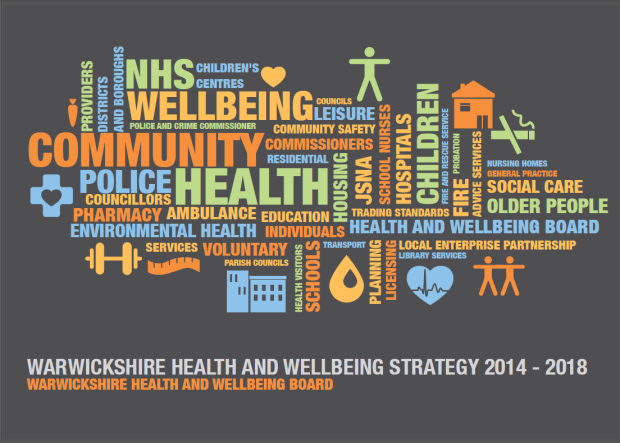 PROVIDERS
DISTRICTS
AND BOROUGHS
NHS
CHILDREN'S
CENTRES
WELLBEING
COUNCILS
LEISURE
POLICE AND CRIME COMMISSIONER
COMMUNITY SAFETY
COMMUNITY
COMMISSIONERS
RESIDENTIAL
POLICE
HEALTH
COUNCILLORS
PHARMACY
AMBULANCE
EDUCATION
ENVIRONMENTAL HEALTH
INDIVIDUALS
HOUSING
JSNA
SCHOOL NURSES
HOSPITALS
CHILDREN
FIRE AND RESCUE SERVICE
PROBATION
FIRE
ADVICE SERVICES
NURSING HOMES
GENERAL PRACTICE
SOCIAL CARE
OLDER PEOPLE
TRADING STANDARDS
HEALTH AND WELLBEING BOARD
SERVICES
VOLUNTARY
PARISH COUNCILS
HEALTH VISITORS
SCHOOLS
TRANSPORT
PLANNING
LICENSING
LOCAL ENTERPRISE PARTNERSHIP
LIBRARY SERVICES
WARWICKSHIRE HEALTH AND WELLBEING STRATEGY 2014 - 2018
WARWICKSHIRE HEALTH AND WELLBEING BOARD